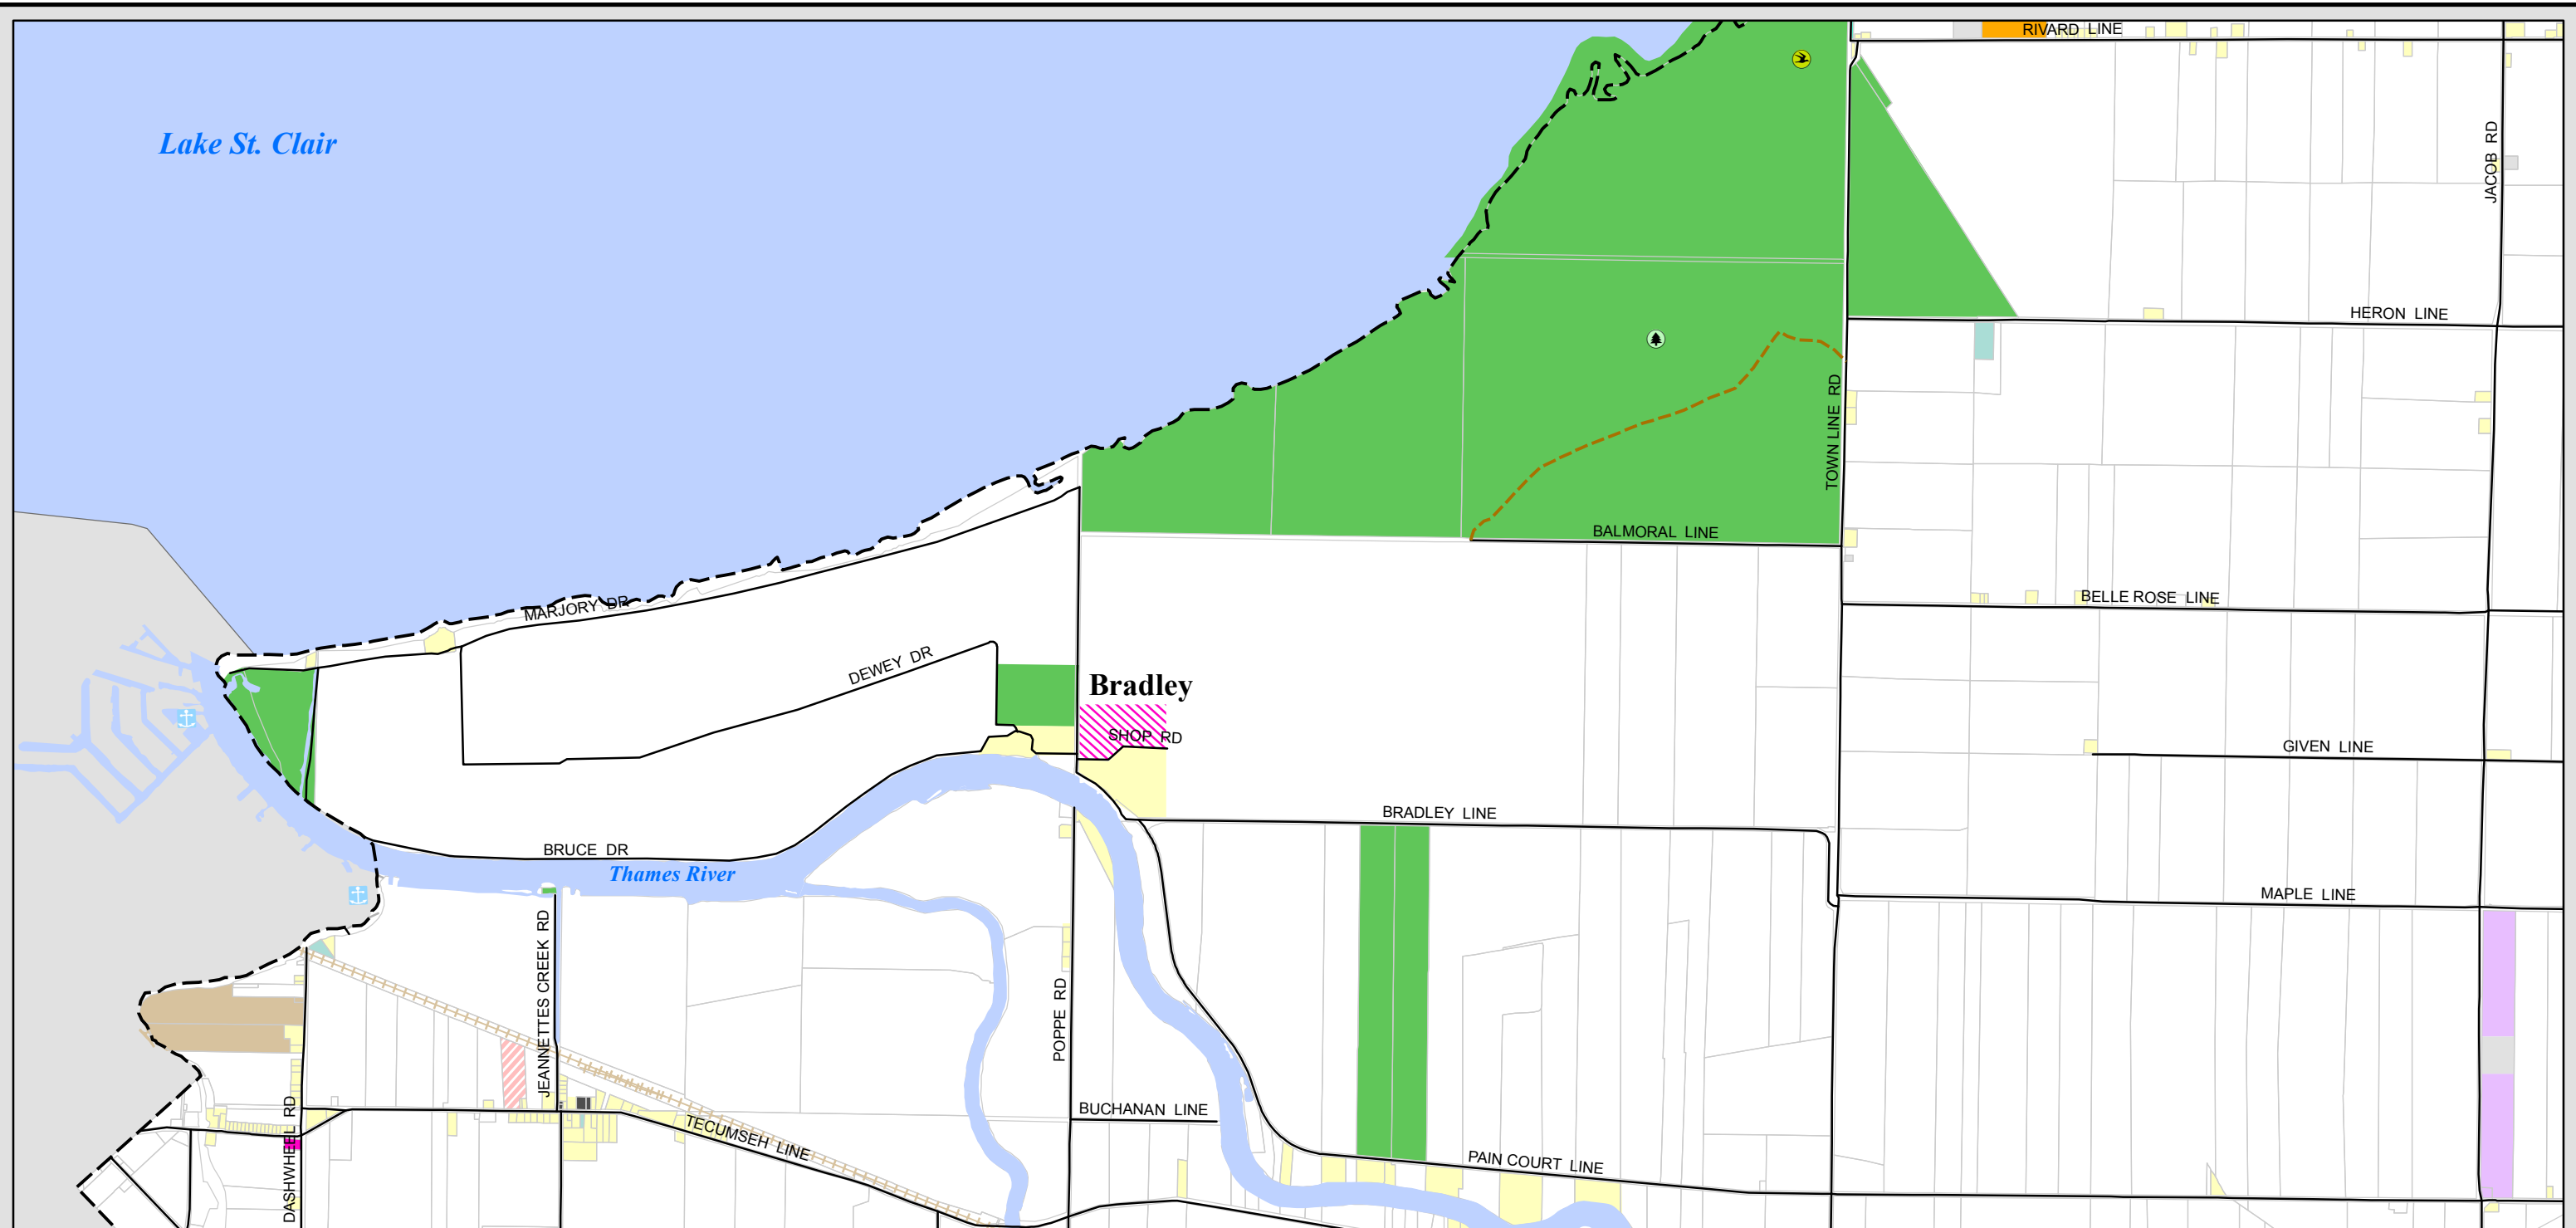 RIVARD LINE
Lake St. Clair
JACOB RD
HERON LINE
TOWN LINE RD
BALMORAL LINE
MARJORY DR
BELLE ROSE LINE
DEWEY DR
Bradley
SHOP RD
GIVEN LINE
BRADLEY LINE
BRUCE DR
Thames River
MAPLE LINE
JEANNETTES CREEK RD
POPPE RD
BUCHANAN LINE
TECUMSEH LINE
DASHWHEEL RD
PAIN COURT LINE